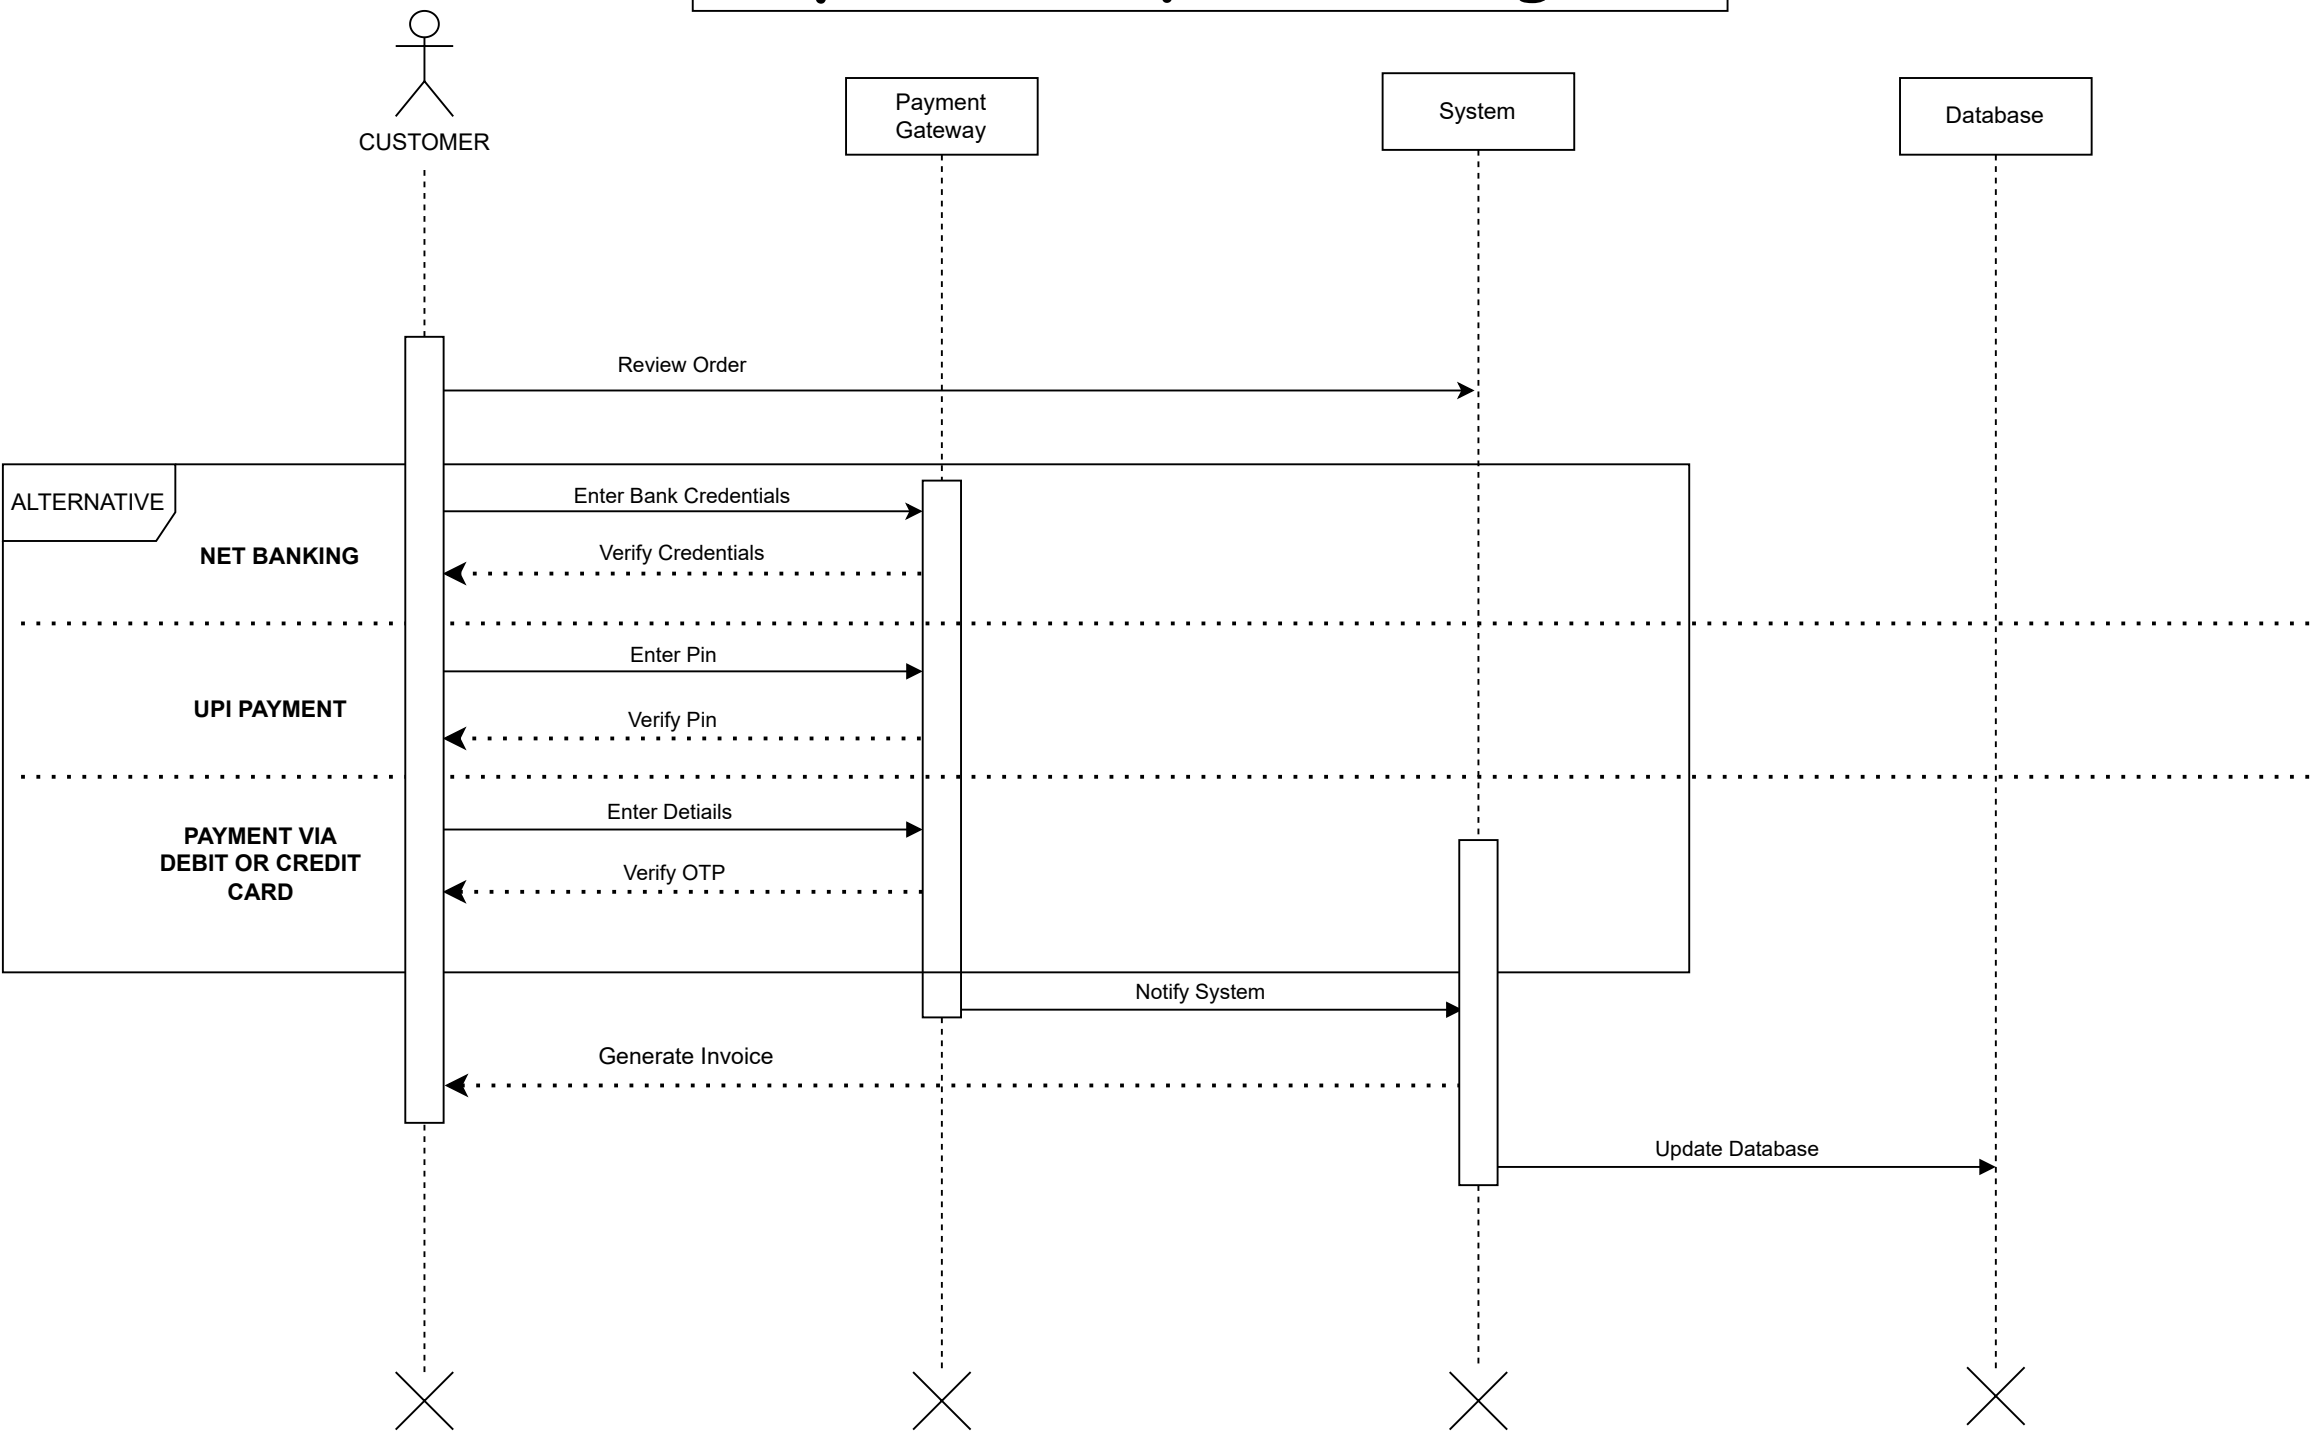 CUSTOMER
Payment
Gateway
System
Database
Review Order
ALTERNATIVE
Enter Bank Credentials
NET BANKING
Verify Credentials
Enter Pin
UPI PAYMENT
Verify Pin
Enter Detiails
PAYMENT VIA
DEBIT OR CREDIT
CARD
Verify OTP
Notify System
Generate Invoice
Update Database